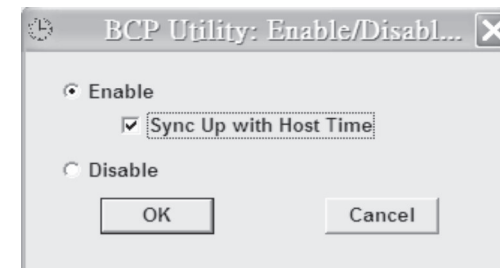 BCP Utility: Enable/Disabl...
Enable
Sync Up with Host Time
Disable
OK Cancel